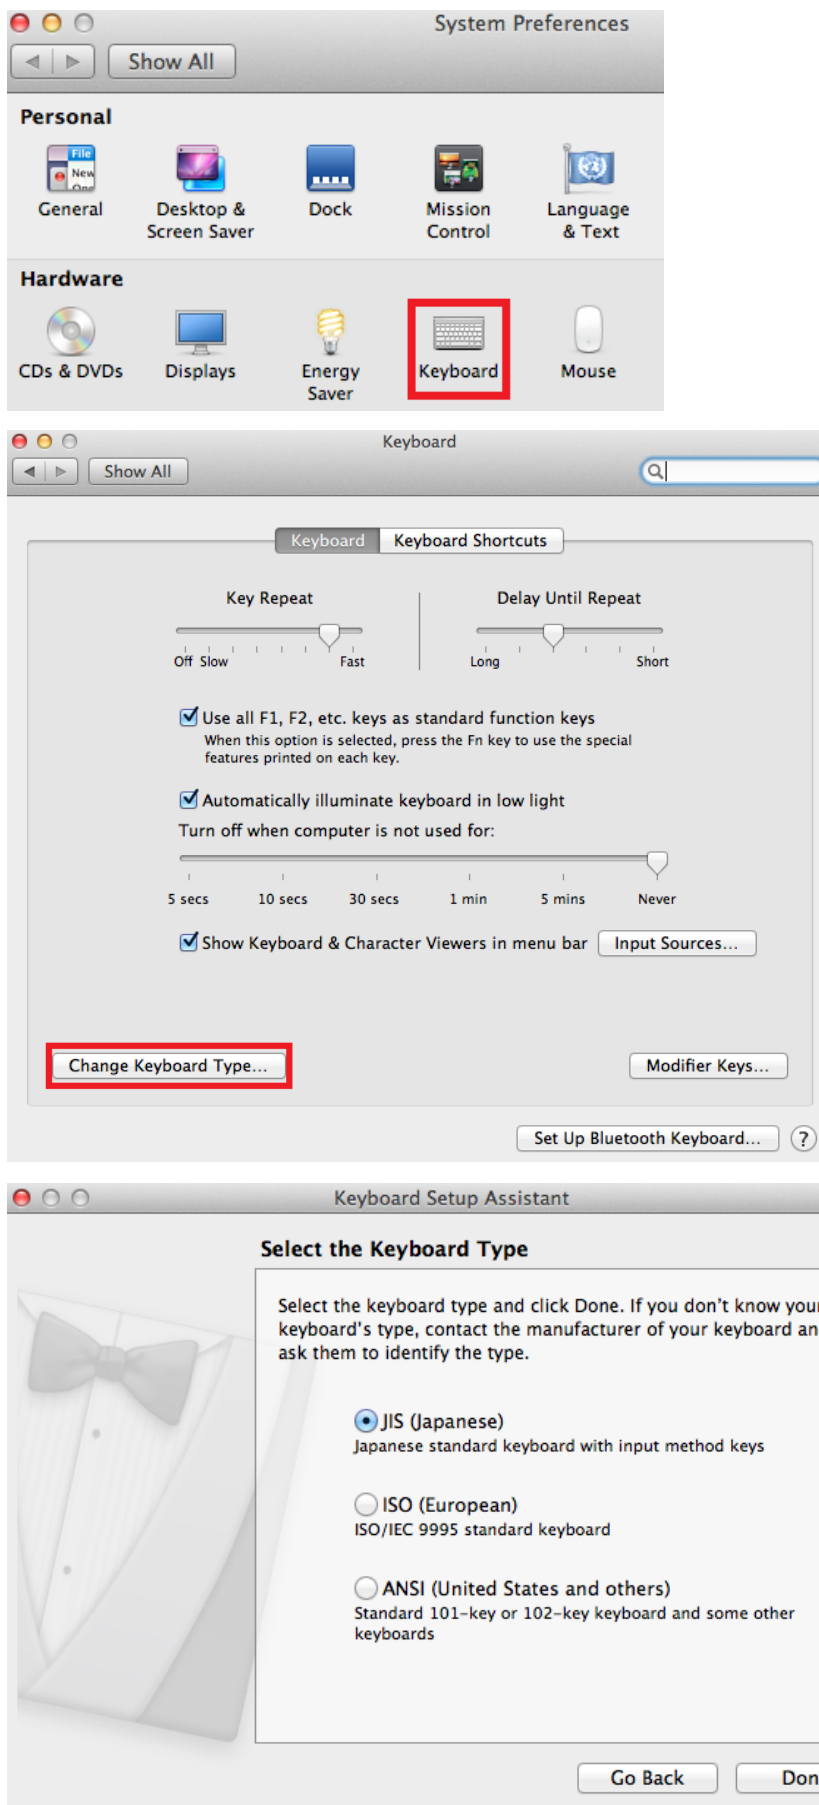 System Preferences
Show All
Personal
File
New
General
Desktop &
Screen Saver
Dock
Mission
Control
Language
& Text
Hardware
CDs & DVDs
Displays
Energy
Saver
Keyboard
Mouse
Keyboard
Show All
Keyboard
Keyboard Shortcuts
Key Repeat
Delay Until Repeat
Off Slow
Fast
Long
Short
Use all F1, F2, etc. keys as standard function keys
When this option is selected, press the Fn key to use the special
features printed on each key.
Automatically illuminate keyboard in low light
Turn off when computer is not used for:
5 secs 10 secs 30 secs 1 min 5 mins Never
Show Keyboard & Character Viewers in menu bar
Input Sources...
Change Keyboard Type...
Modifier Keys...
Set Up Bluetooth Keyboard...
?
Keyboard Setup Assistant
Select the Keyboard Type
Select the keyboard type and click Done. If you don't know your
keyboard's type, contact the manufacturer of your keyboard an
ask them to identify the type.
JIS (Japanese)
Japanese standard keyboard with input method keys
ISO (European)
ISO/IEC 9995 standard keyboard
ANSI (United States and others)
Standard 101-key or 102-key keyboard and some other
keyboards
Go Back
Don